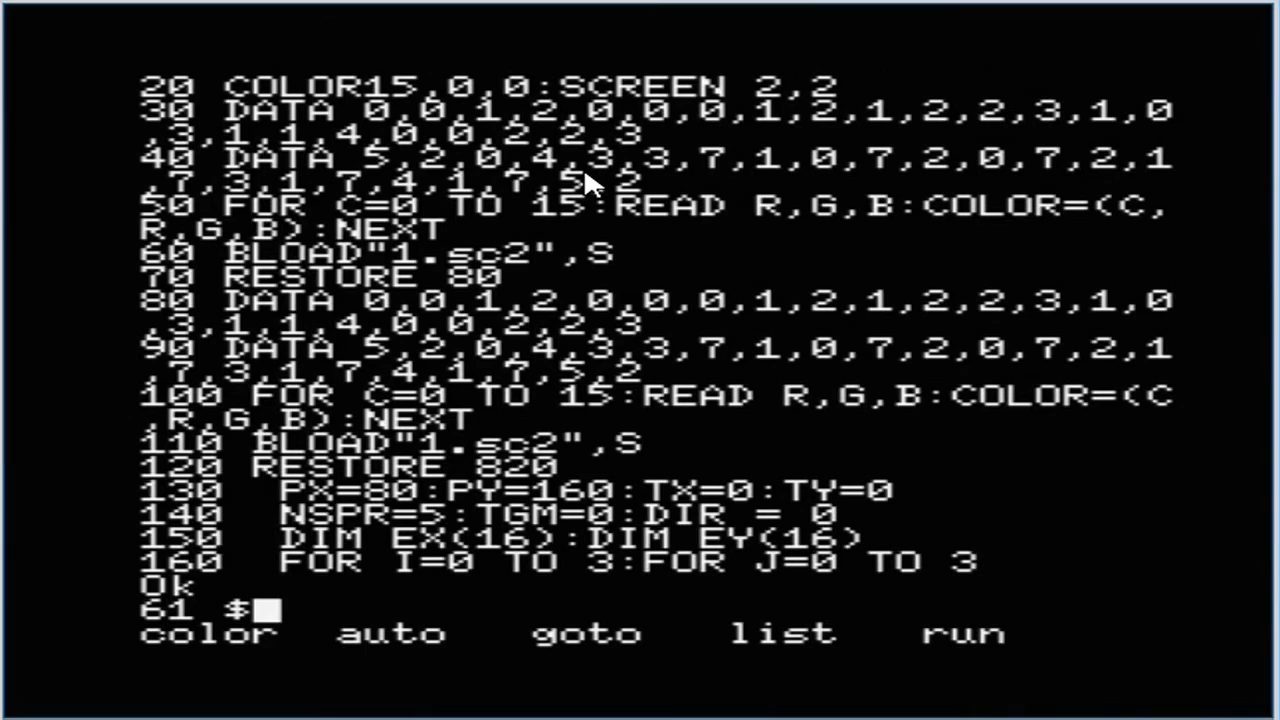 20 COLOR15,0,0:SCREEN 2,2
30 DATA 0,0,1,2,0,0,0,1,2,1,2,2,3,1,0
,3,1,1,4,0,0,2,2,3
40 DATA 5,2,0,4,3,3,7,1,0,7,2,0,7,2,1
,7,3,1,7,4,1,7,5,2
50 FOR C=0 TO 15:READ R,G,B:COLOR=(C,
R,G,B):NEXT
60 BLOAD"1.sc2",S
70 RESTORE 80
80 DATA 0,0,1,2,0,0,0,1,2,1,2,2,3,1,0
,3,1,1,4,0,0,2,2,3
90 DATA 5,2,0,4,3,3,7,1,0,7,2,0,7,2,1
,7,3,1,7,4,1,7,5,2
100 FOR C=0 TO 15:READ R,G,B:COLOR=(C
,R,G,B):NEXT
110 BLOAD"1.sc2",S
120 RESTORE 820
130  PX=80:PY=160:TX=0:TY=0
140  NSPR=5:TGM=0:DIR = 0
150  DIM EX(16):DIM EY(16)
160  FOR I=0 TO 3:FOR J=0 TO 3
Ok
61 $
color auto goto list run